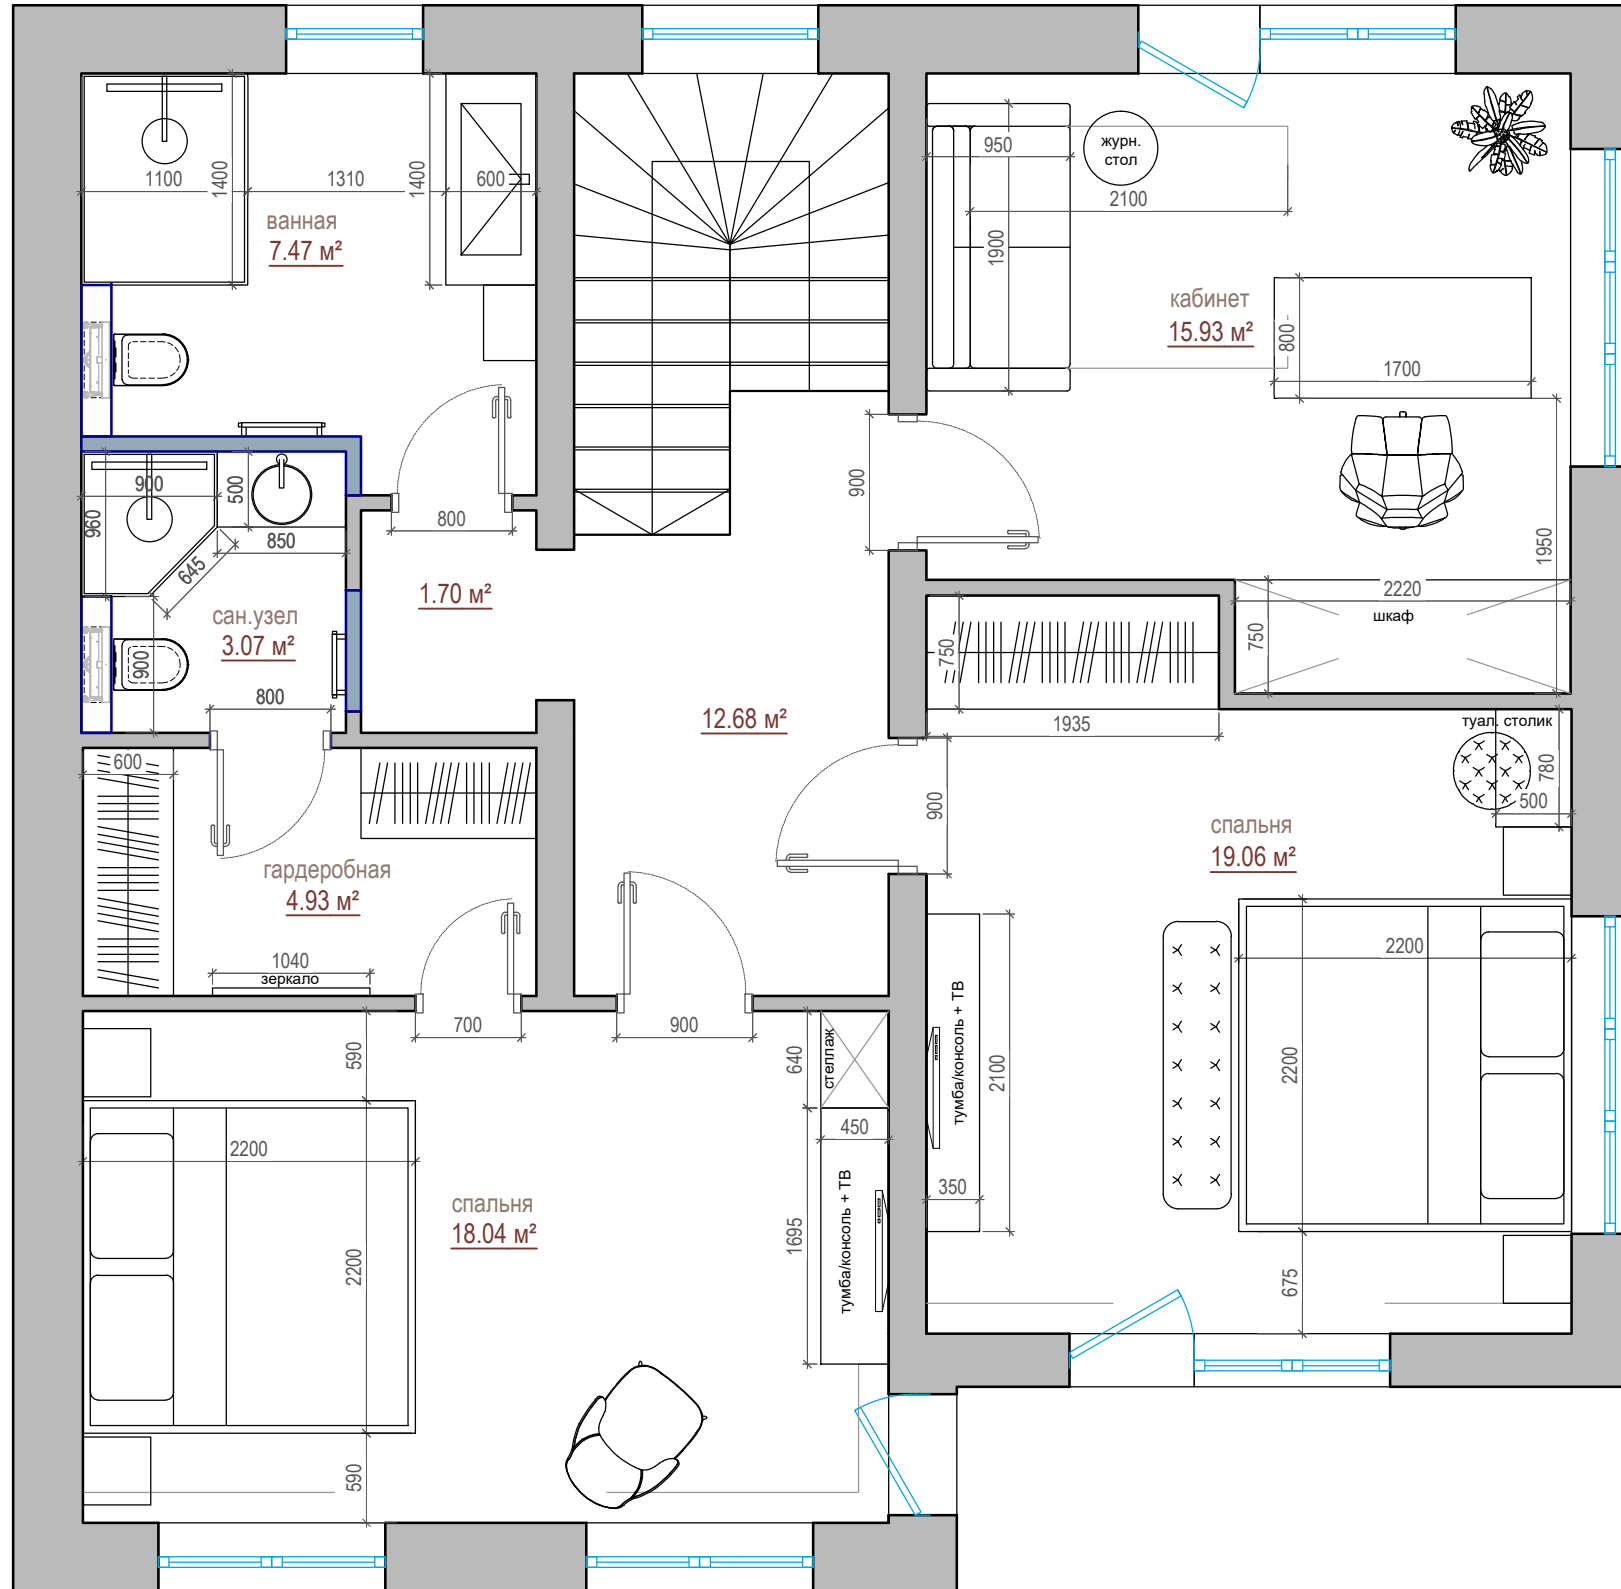 1100
1400
1310
1400
600
ванная
7.47 м²
950
журн.
стол
2100
1900
кабинет
15.93 м²
800
1700
900
960
500
850
645
800
900
1950
1.70 м²
сан.узел
3.07 м²
900
800
750
1935
2220
шкаф
750
12.68 м²
туал. столик
780
500
600
900
спальня
19.06 м²
гардеробная
4.93 м²
1040
зеркало
700
900
590
640
стеллаж
450
тумба/консоль + ТВ
2100
350
2200
2200
2200
спальня
18.04 м²
2200
1695
тумба/консоль + ТВ
675
590